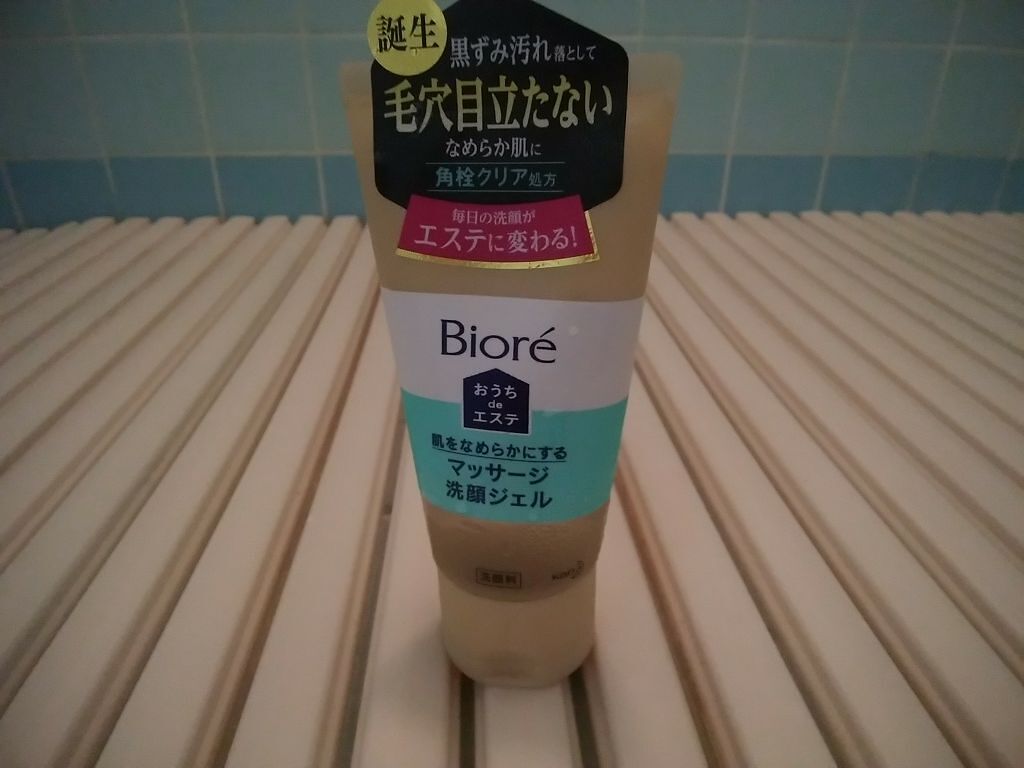 誕生
黒ずみ汚れ落として
毛穴目立たない
なめらか肌に
角栓クリア処方
毎日の洗顔が
エステに変わる!
Bioré
おうち
de
エステ
肌をなめらかにする
マッサージ
洗顔ジェル
洗顔料
Kao